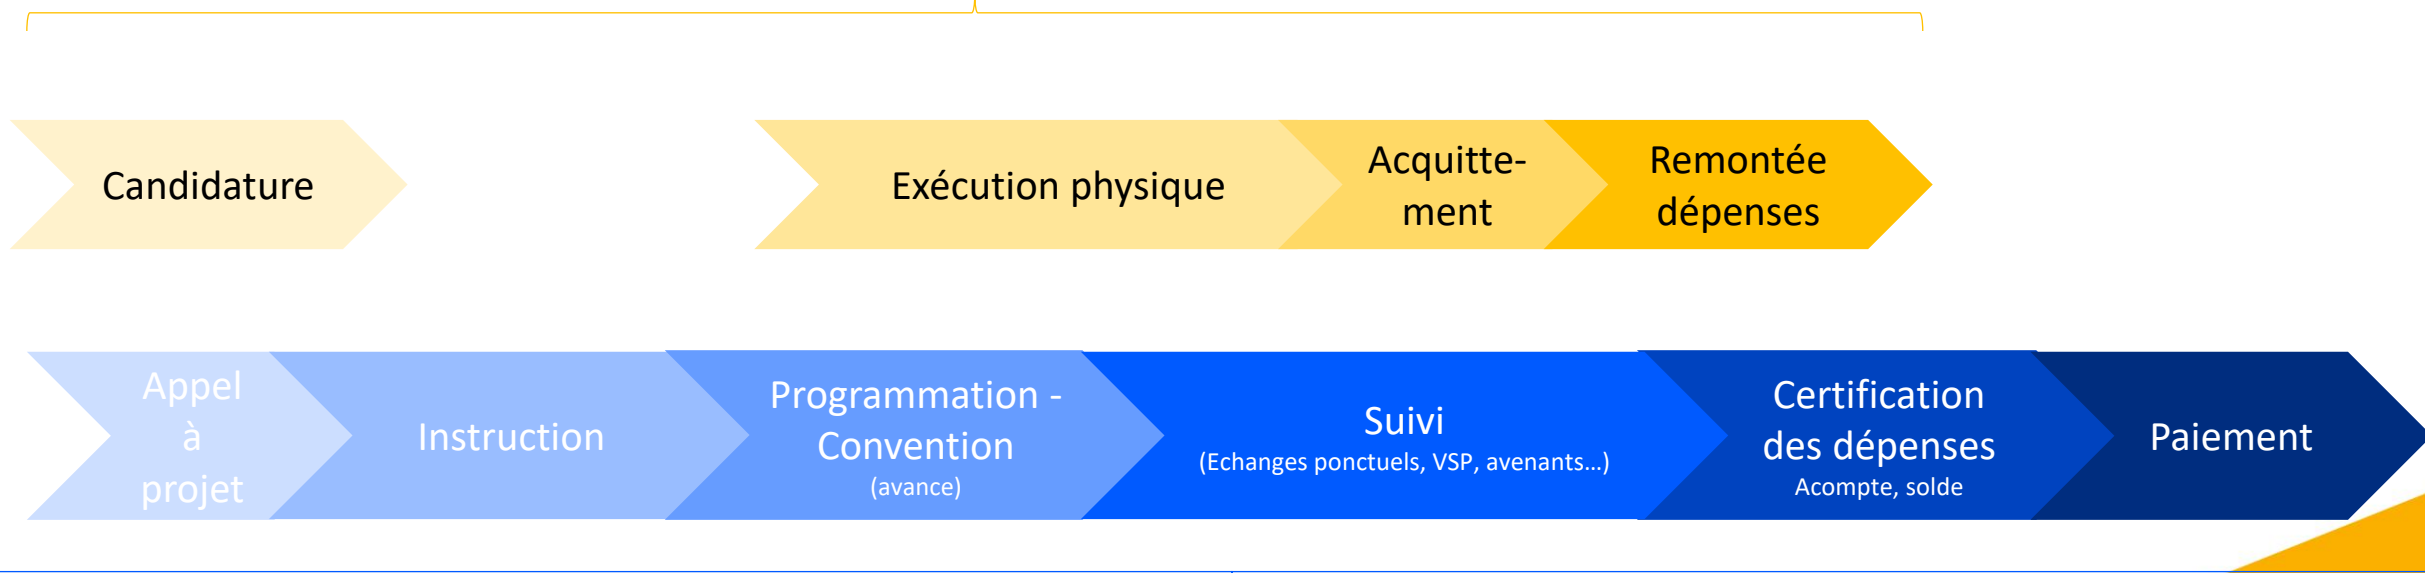 Candidature
Exécution physique
Acquitte-
ment
Remontée
dépenses
Appel
à
projet
Instruction
Programmation -
Convention
(avance)
Suivi
(Echanges ponctuels, VSP, avenants…)
Certification
des dépenses
Acompte, solde
Paiement